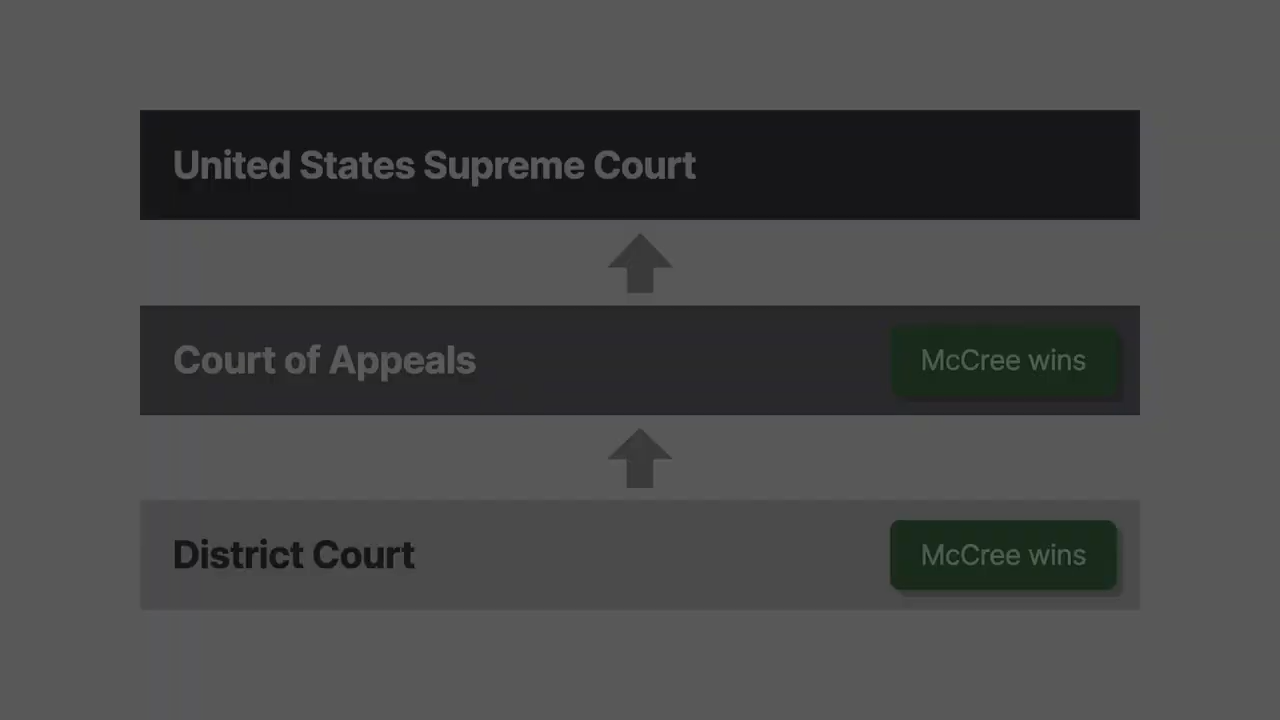 United States Supreme Court
Court of Appeals
McCree wins
District Court
McCree wins